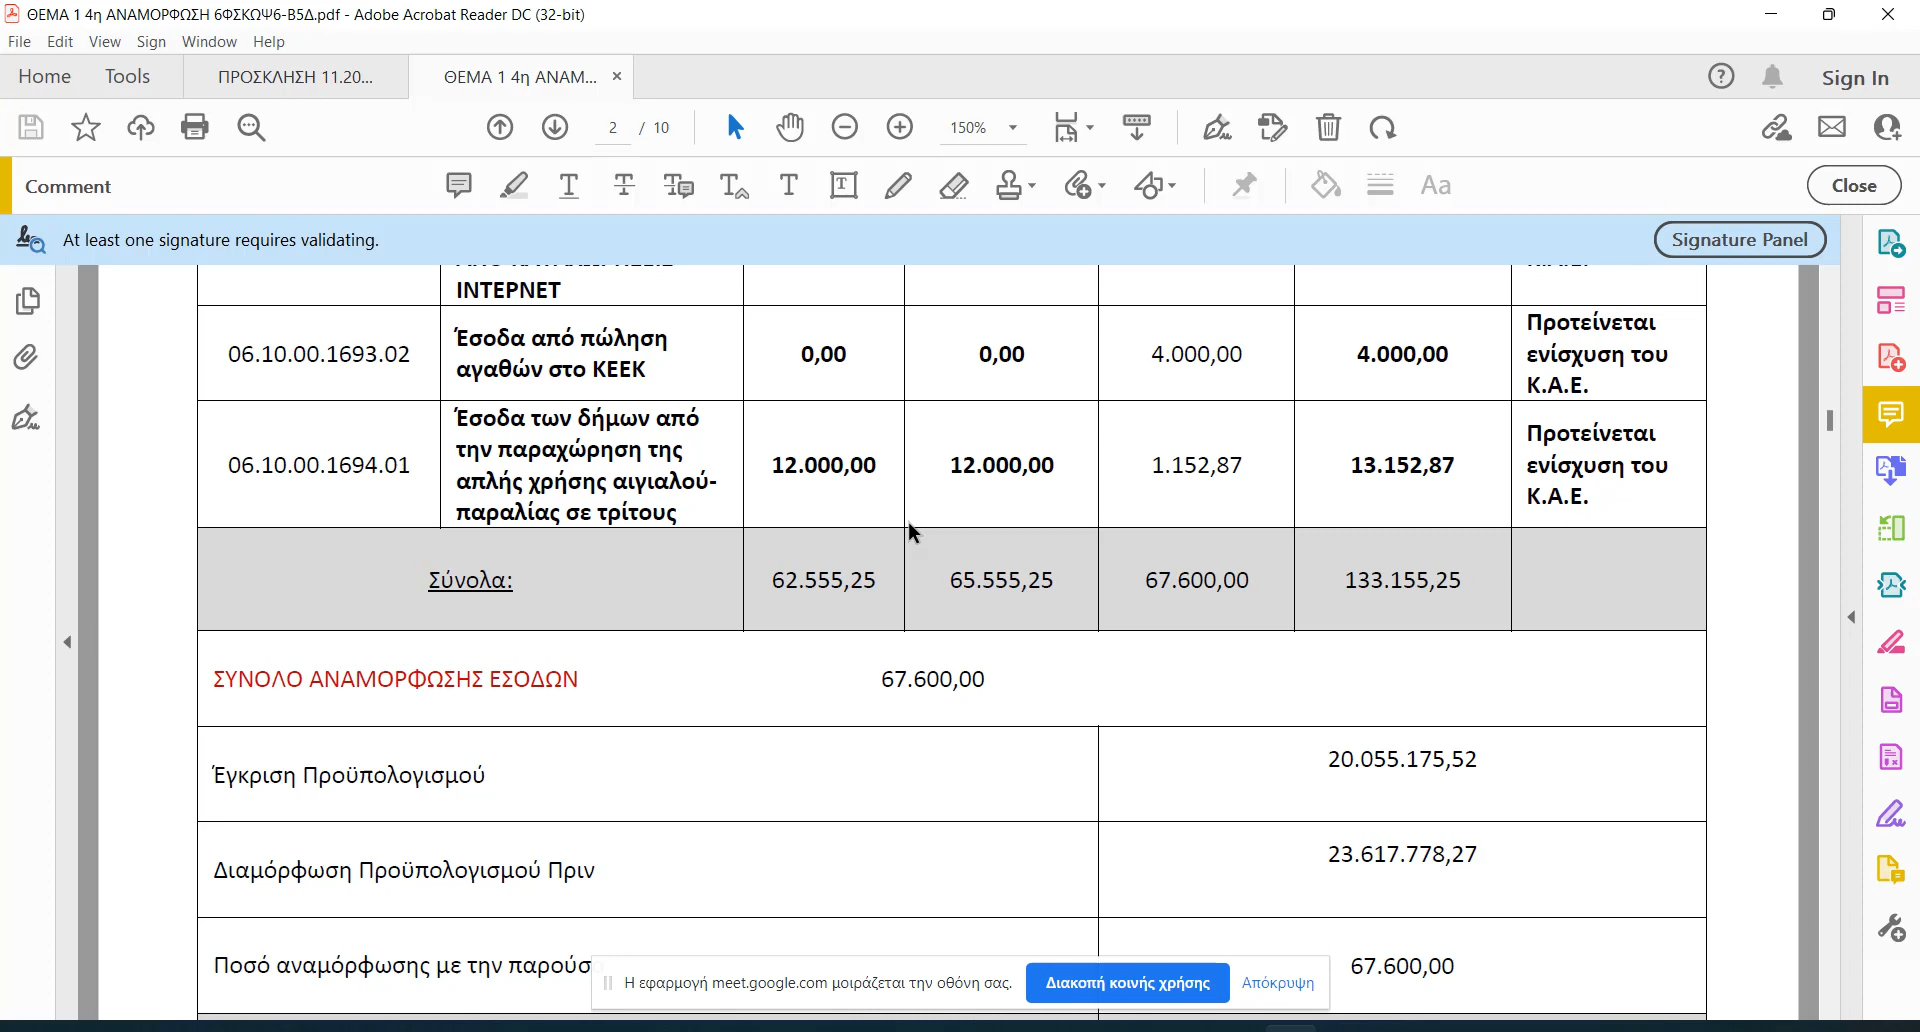 ΘΕΜΑ 1 4η ΑΝΑΜΟΡΦΩΣΗ 6ΦΣΚΩΨ6-Β5Δ.pdf - Adobe Acrobat Reader DC (32-bit)
File Edit View Sign Window Help
Home Tools ΠΡΟΣΚΛΗΣΗ 11.20... ΘΕΜΑ 1 4η ΑΝΑΜ... × Sign In
2 / 10 150%
Comment Close
At least one signature requires validating. Signature Panel
INTEPNET
06.10.00.1693.02 Έσοδα από πώληση αγαθών στο ΚΕΕΚ 0,00 0,00 4.000,00 4.000,00 Προτείνεται ενίσχυση του Κ.Α.Ε.
06.10.00.1694.01 Έσοδα των δήμων από την παραχώρηση της απλής χρήσης αιγιαλού-παραλίας σε τρίτους 12.000,00 12.000,00 1.152,87 13.152,87 Προτείνεται ενίσχυση του Κ.Α.Ε.
Σύνολα: 62.555,25 65.555,25 67.600,00 133.155,25
ΣΥΝΟΛΟ ΑΝΑΜΟΡΦΩΣΗΣ ΕΣΟΔΩΝ 67.600,00
Έγκριση Προϋπολογισμού 20.055.175,52
Διαμόρφωση Προϋπολογισμού Πριν 23.617.778,27
Ποσό αναμόρφωσης με την 67.600,00
Η εφαρμογή meet.google.com μοιράζεται την οθόνη σας. Διακοπή κοινής χρήσης Απόκρυψη